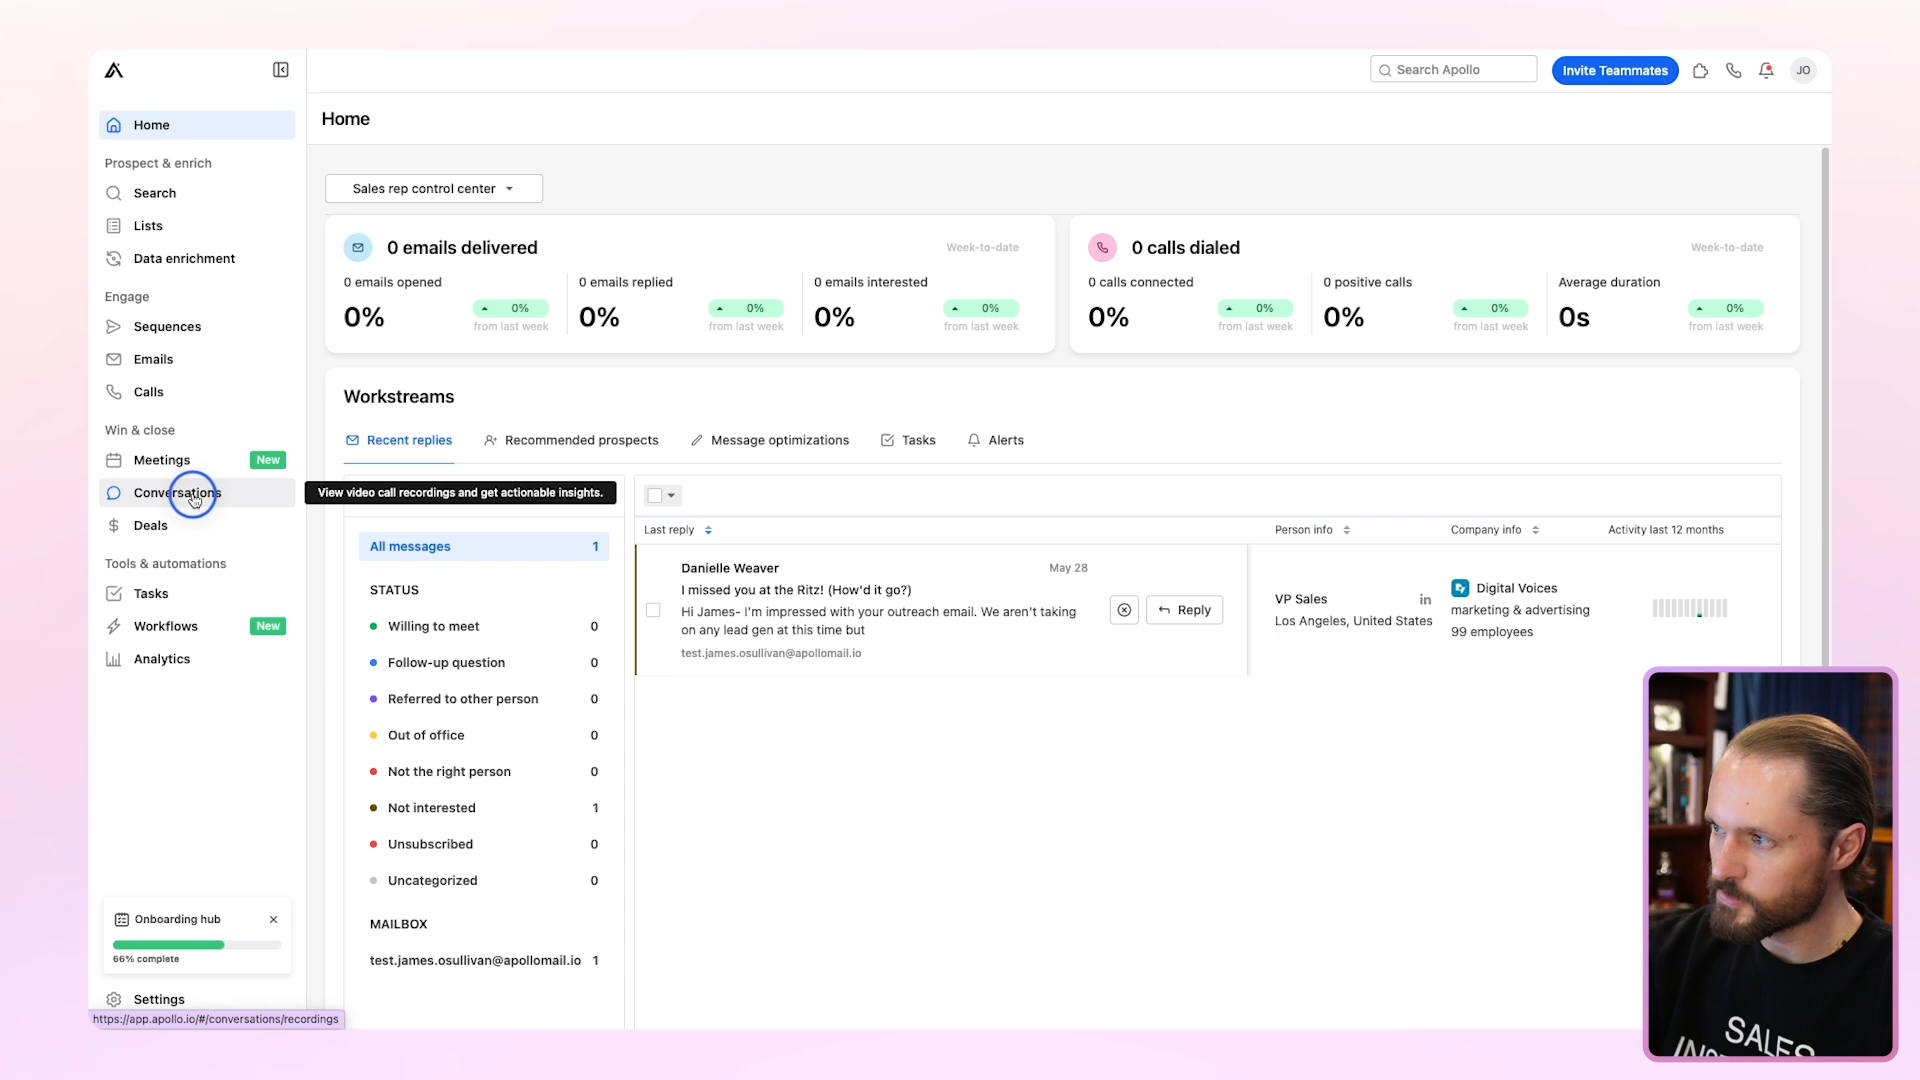 Search Apollo
Invite Teammates
JO
Home
Home
Prospect & enrich
Search
Lists
Data enrichment
Engage
Sequences
Emails
Calls
Win & close
Meetings New
Conversations
View video call recordings and get actionable insights.
Deals
Tools & automations
Tasks
Workflows New
Analytics
Onboarding hub
66% complete
Settings
https://app.apollo.io/#/conversations/recordings
Sales rep control center
0 emails delivered Week-to-date
0 emails opened 0 emails replied 0 emails interested
0% 0% 0% 0% 0% 0%
from last week from last week from last week
0 calls dialed Week-to-date
0 calls connected 0 positive calls Average duration
0% 0% 0% 0% 0s 0%
from last week from last week from last week
Workstreams
Recent replies Recommended prospects Message optimizations Tasks Alerts
All messages 1
STATUS
Willing to meet 0
Follow-up question 0
Referred to other person 0
Out of office 0
Not the right person 0
Not interested 1
Unsubscribed 0
Uncategorized 0
MAILBOX
test.james.osullivan@apollomail.io 1
Last reply Person info Company info Activity last 12 months
Danielle Weaver May 28
I missed you at the Ritz! (How'd it go?)
Hi James- I'm impressed with your outreach email. We aren't taking
on any lead gen at this time but
test.james.osullivan@apollomail.io
Reply
VP Sales in
Los Angeles, United States
Digital Voices
marketing & advertising
99 employees
SALES